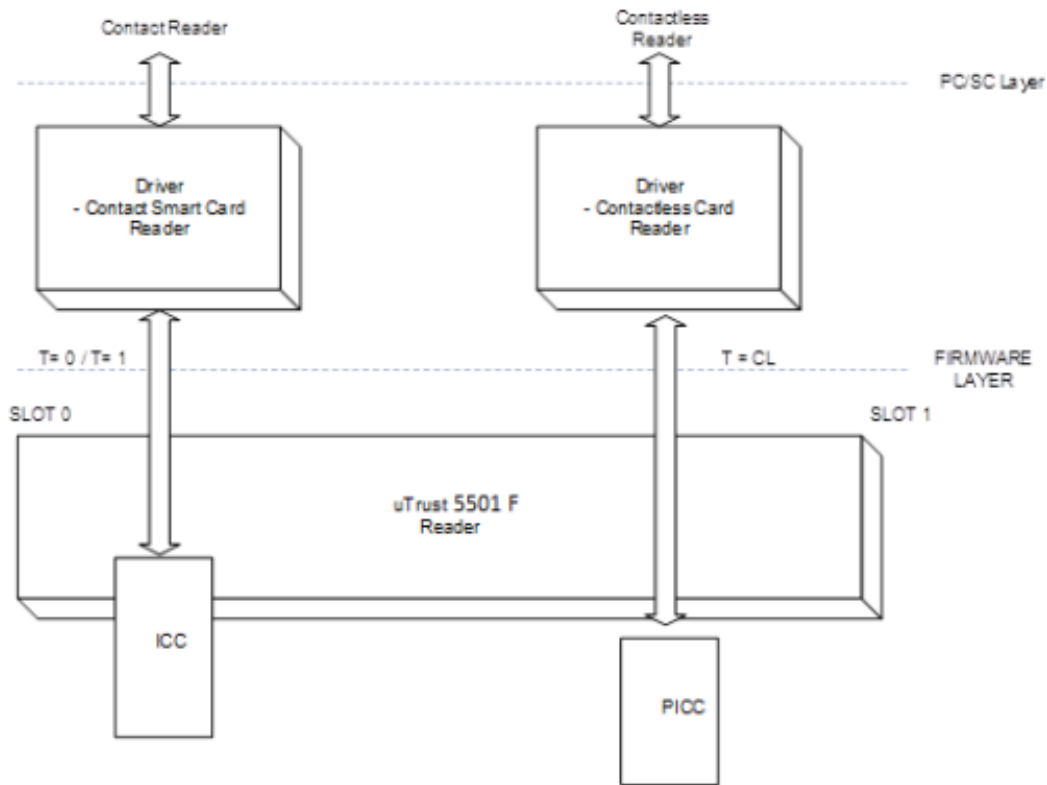 Contact Reader
Contactless
Reader
PC/SC Layer
Driver
- Contact Smart Card
Reader
Driver
- Contactless Card
Reader
T= 0 / T= 1
T = CL
FIRMWARE
LAYER
SLOT 0
SLOT 1
uTrust 5501 F
Reader
ICC
PICC